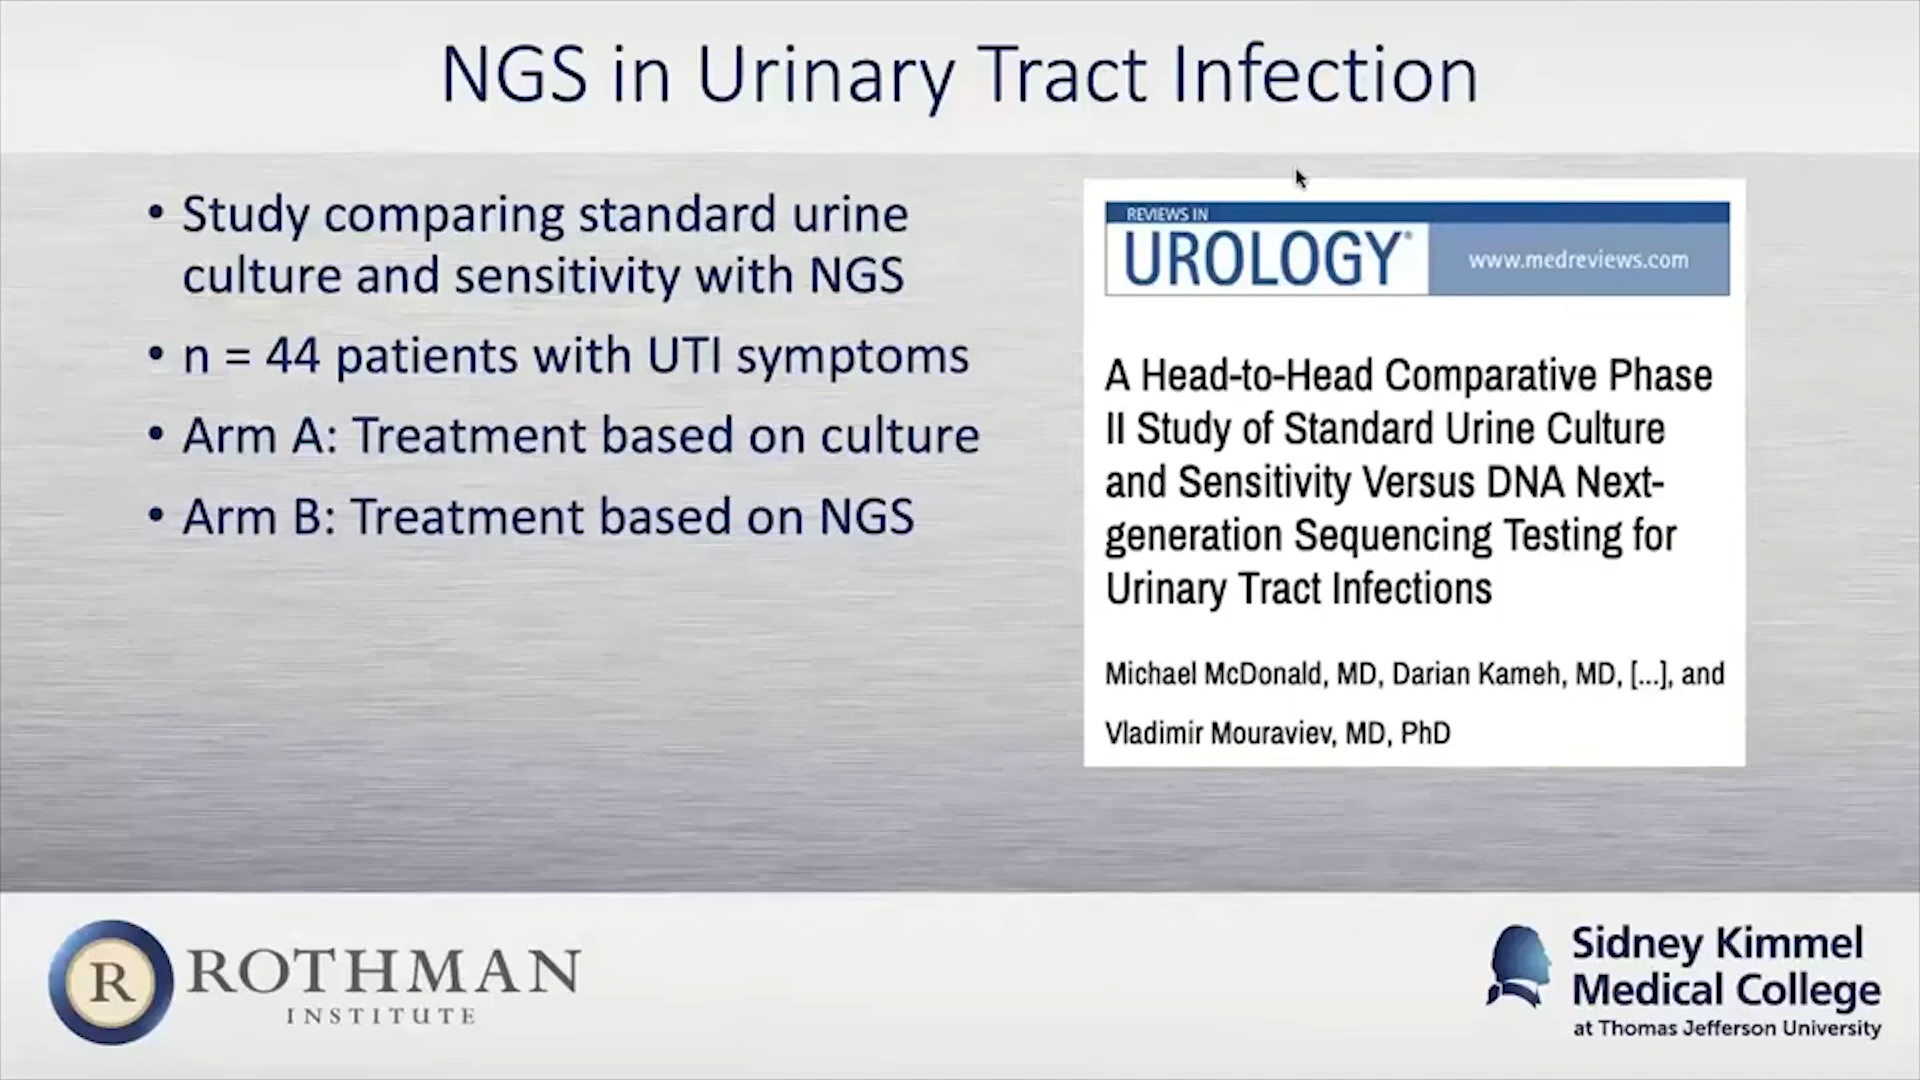 NGS in Urinary Tract Infection
• Study comparing standard urine
culture and sensitivity with NGS
• n = 44 patients with UTI symptoms
• Arm A: Treatment based on culture
• Arm B: Treatment based on NGS
REVIEWS IN
UROLOGY®
www.medreviews.com
A Head-to-Head Comparative Phase
II Study of Standard Urine Culture
and Sensitivity Versus DNA Next-
generation Sequencing Testing for
Urinary Tract Infections
Michael McDonald, MD, Darian Kameh, MD, [...], and
Vladimir Mouraviev, MD, PhD
R
ROTHMAN
INSTITUTE
Sidney Kimmel
Medical College
at Thomas Jefferson University